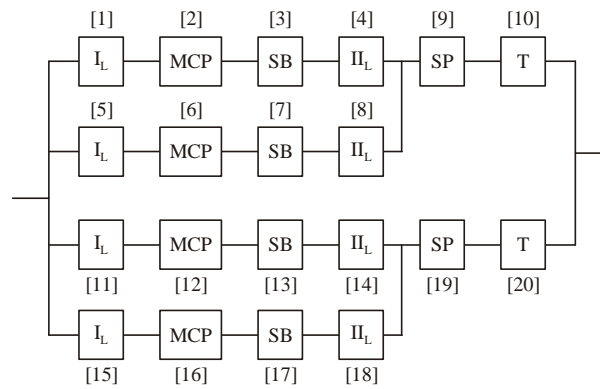 [1] [2] [3] [4] [9] [10]
I_L MCP SB II_L SP T
[5] [6] [7] [8]
I_L MCP SB II_L
I_L MCP SB II_L SP T
[11] [12] [13] [14] [19] [20]
I_L MCP SB II_L
[15] [16] [17] [18]